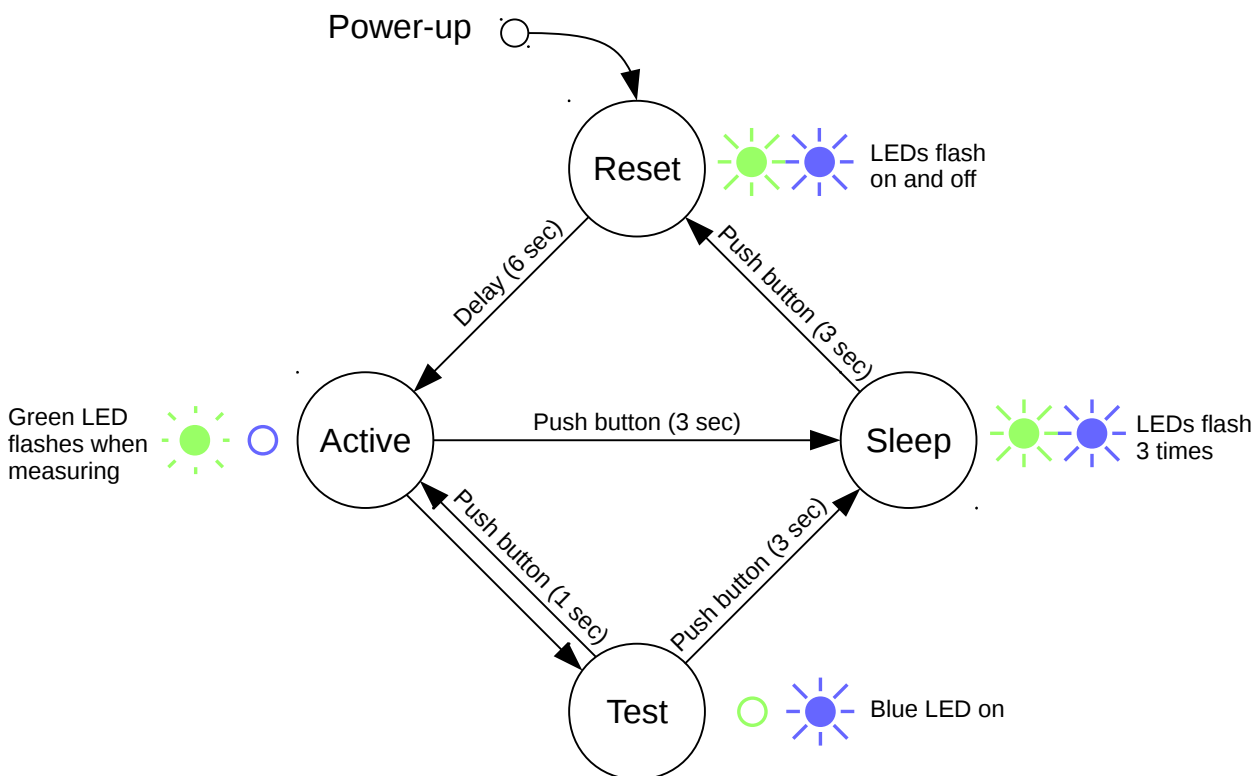 Power-up
Reset
LEDs flash
on and off
Delay (6 sec)
Push button (3 sec)
Green LED
flashes when
measuring
Active
Push button (3 sec)
Sleep
LEDs flash
3 times
Push button (1 sec)
Push button (3 sec)
Test
Blue LED on